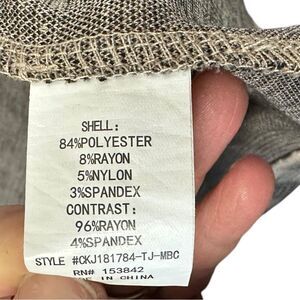 SHELL:
84%POLYESTER
8%RAYON
5%NYLON
3%SPANDEX
CONTRAST:
96%RAYON
4%SPANDEX
STYLE #CKJ181784-TJ-MBC
RN# 153842
MADE IN CHINA